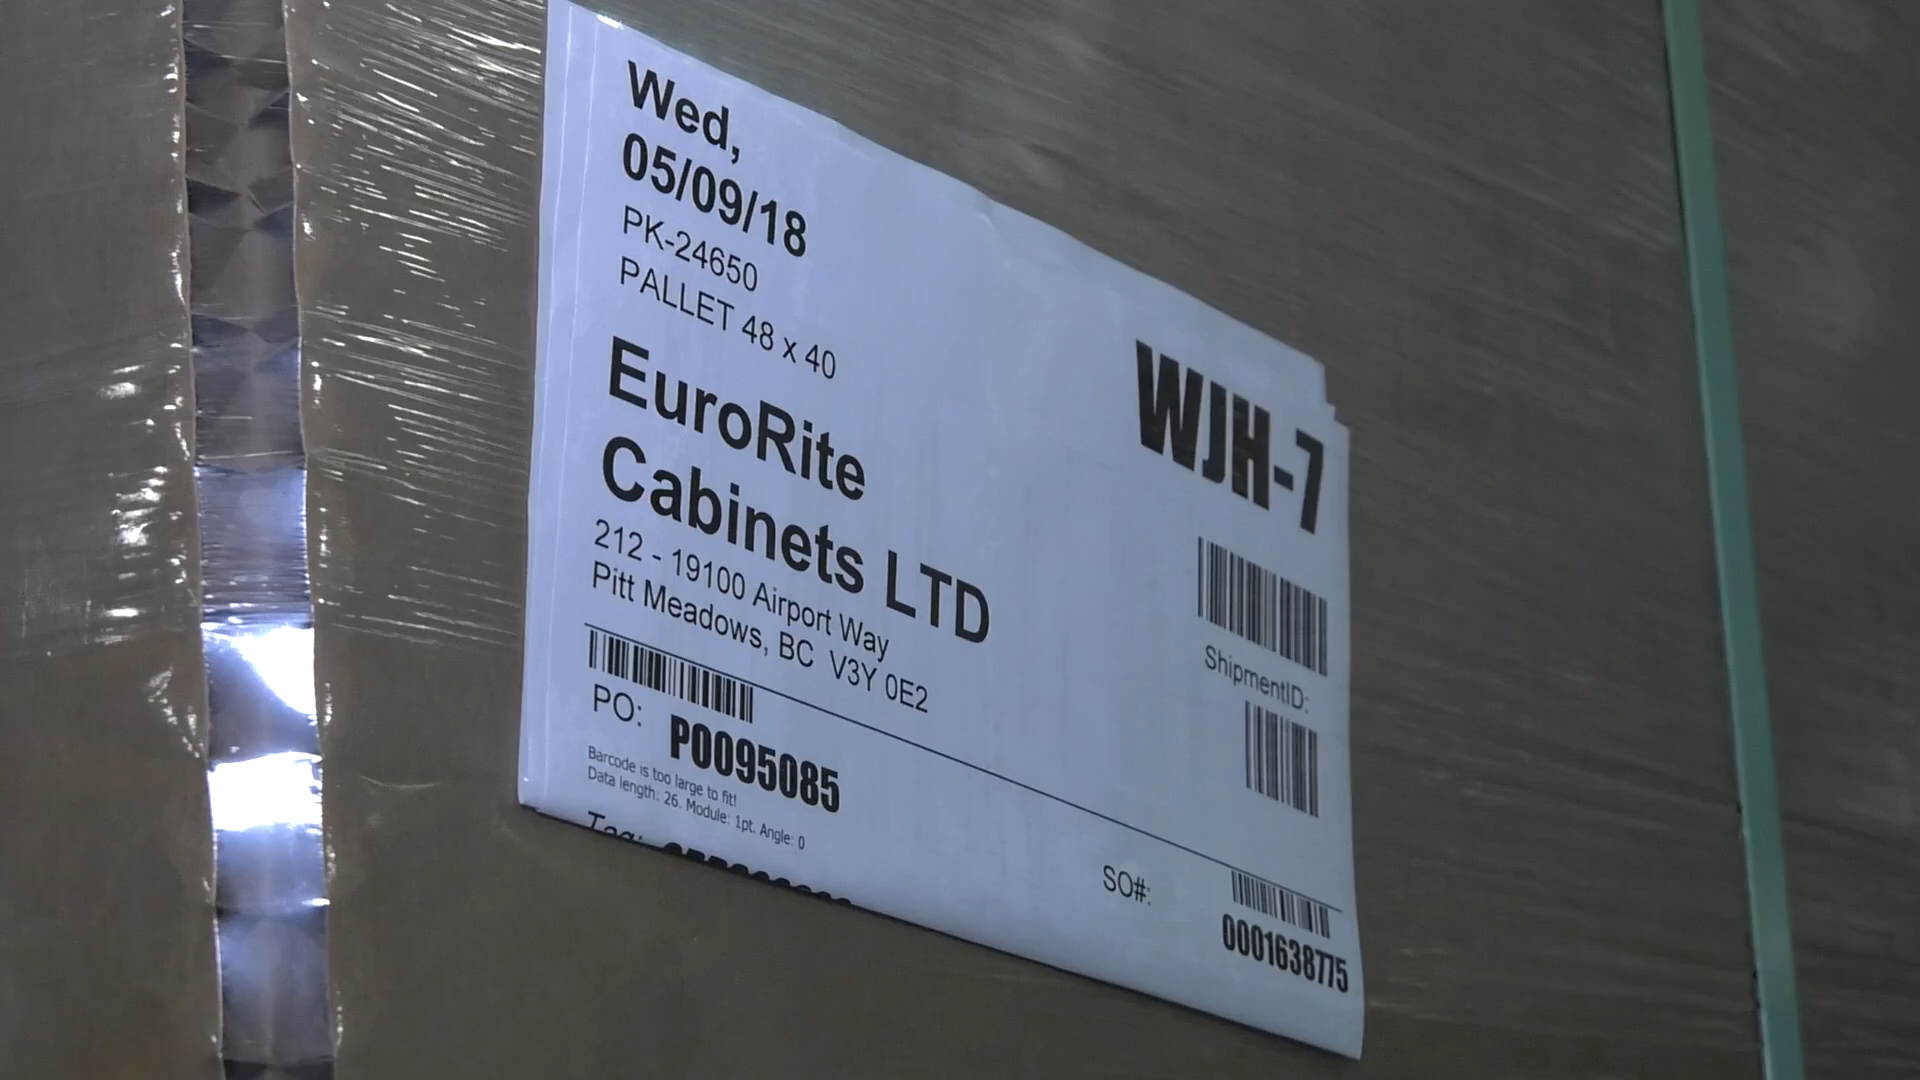 Wed,
05/09/18
PK-24650
PALLET 48 x 40
EuroRite
Cabinets LTD
212 - 19100 Airport Way
Pitt Meadows, BC  V3Y 0E2
WJH-7
ShipmentID:
PO: P0095085
Barcode is too large to fit!
Data length: 26. Module: 1pt. Angle: 0
Tag:
SO#:
0001638775